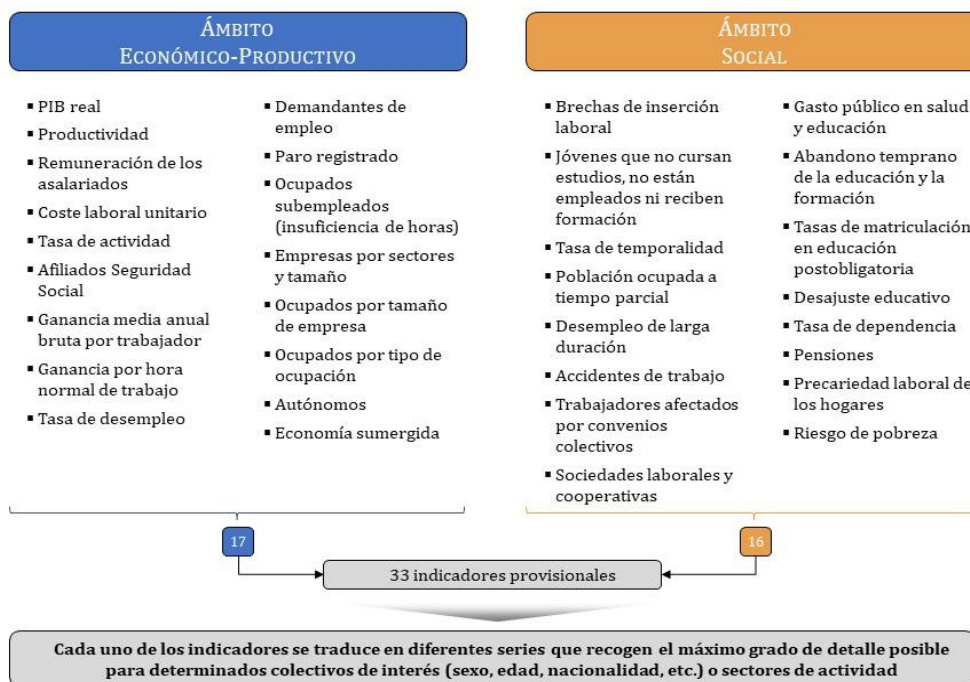 ÁMBITO
ECONÓMICO-PRODUCTIVO
▪ PIB real
▪ Productividad
▪ Remuneración de los
asalariados
▪ Coste laboral unitario
▪ Tasa de actividad
▪ Afiliados Seguridad
Social
▪ Ganancia media anual
bruta por trabajador
▪ Ganancia por hora
normal de trabajo
▪ Tasa de desempleo
▪ Demandantes de
empleo
▪ Paro registrado
▪ Ocupados
subempleados
(insuficiencia de horas)
▪ Empresas por sectores
y tamaño
▪ Ocupados por tamaño
de empresa
▪ Ocupados por tipo de
ocupación
▪ Autónomos
▪ Economía sumergida
17
ÁMBITO
SOCIAL
▪ Brechas de inserción
laboral
▪ Jóvenes que no cursan
estudios, no están
empleados ni reciben
formación
▪ Tasa de temporalidad
▪ Población ocupada a
tiempo parcial
▪ Desempleo de larga
duración
▪ Accidentes de trabajo
▪ Trabajadores afectados
por convenios
colectivos
▪ Sociedades laborales y
cooperativas
▪ Gasto público en salud
y educación
▪ Abandono temprano
de la educación y la
formación
▪ Tasas de matriculación
en educación
postobligatoria
▪ Desajuste educativo
▪ Tasa de dependencia
▪ Pensiones
▪ Precariedad laboral de
los hogares
▪ Riesgo de pobreza
16
33 indicadores provisionales
Cada uno de los indicadores se traduce en diferentes series que recogen el máximo grado de detalle posible
para determinados colectivos de interés (sexo, edad, nacionalidad, etc.) o sectores de actividad